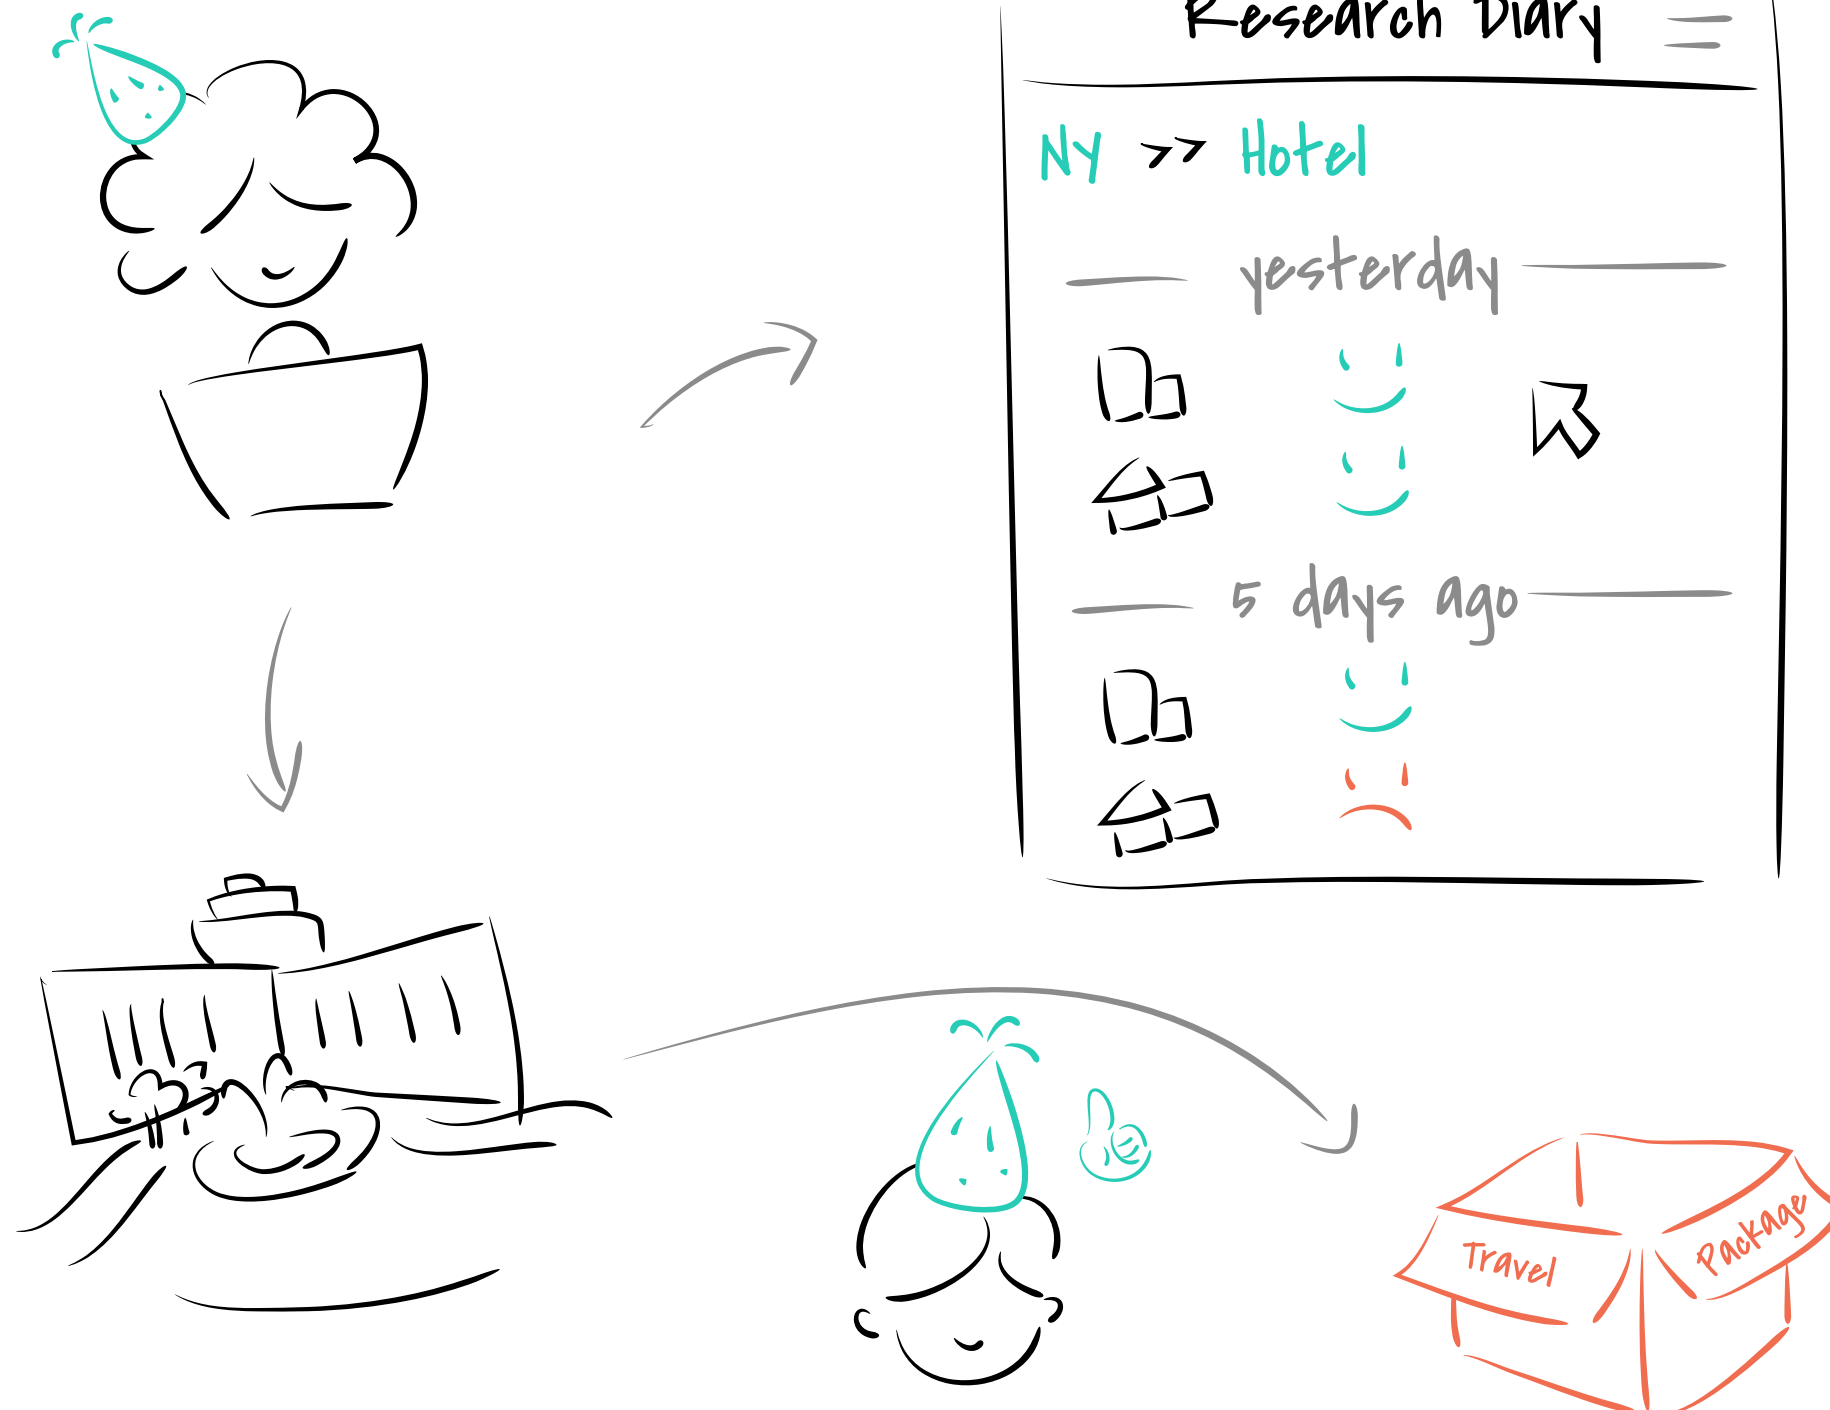 Research Diary
Ny >> Hotel
yesterday
5 days ago
Travel
Package